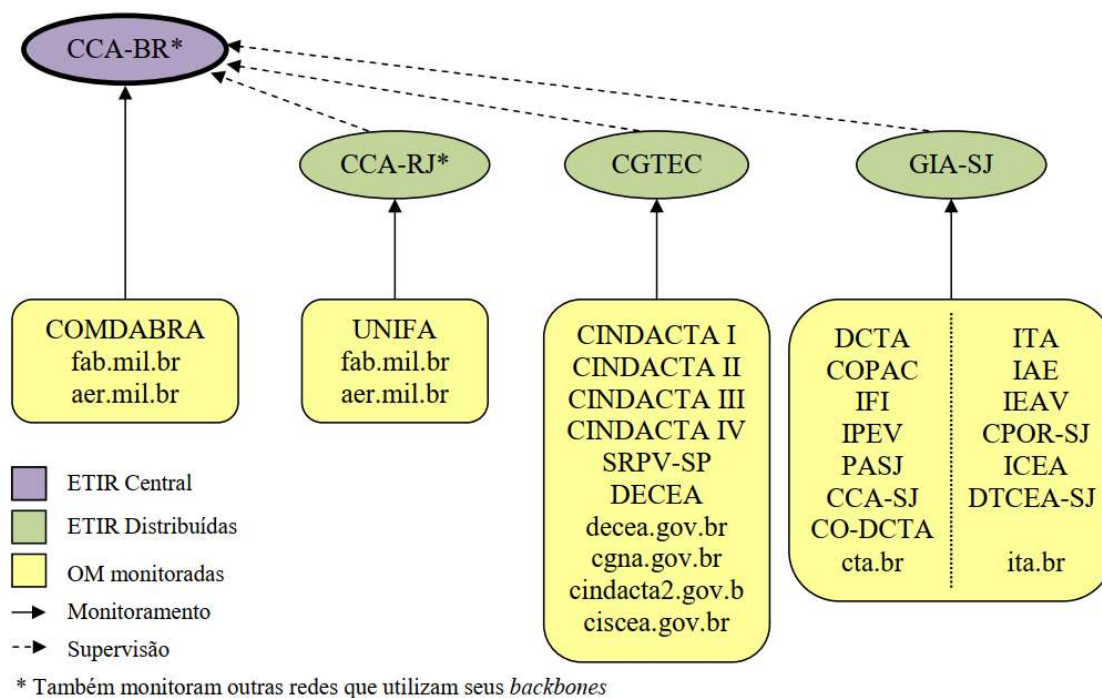 CCA-BR*
CCA-RJ*
CGTEC
GIA-SJ
COMDABRA
fab.mil.br
aer.mil.br
UNIFA
fab.mil.br
aer.mil.br
CINDACTA I
CINDACTA II
CINDACTA III
CINDACTA IV
SRPV-SP
DECEA
decea.gov.br
cgna.gov.br
cindacta2.gov.b
ciscea.gov.br
DCTA
COPAC
IFI
IPEV
PASJ
CCA-SJ
CO-DCTA
cta.br
ITA
IAE
IEAV
CPOR-SJ
ICEA
DTCEA-SJ
ita.br
ETIR Central
ETIR Distribuídas
OM monitoradas
Monitoramento
Supervisão
* Também monitoram outras redes que utilizam seus backbones